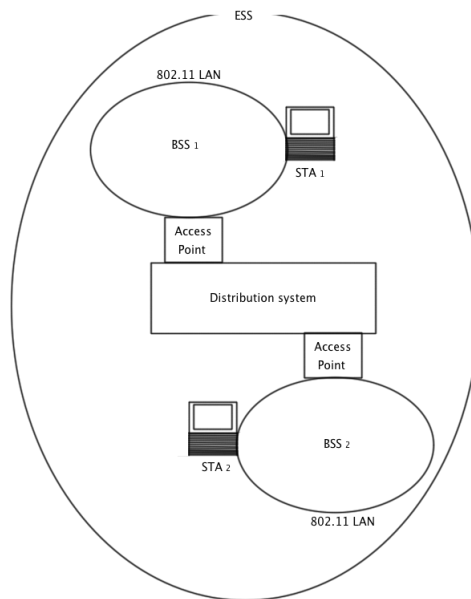 ESS
802.11 LAN
BSS 1
STA 1
Access
Point
Distribution system
Access
Point
BSS 2
STA 2
802.11 LAN